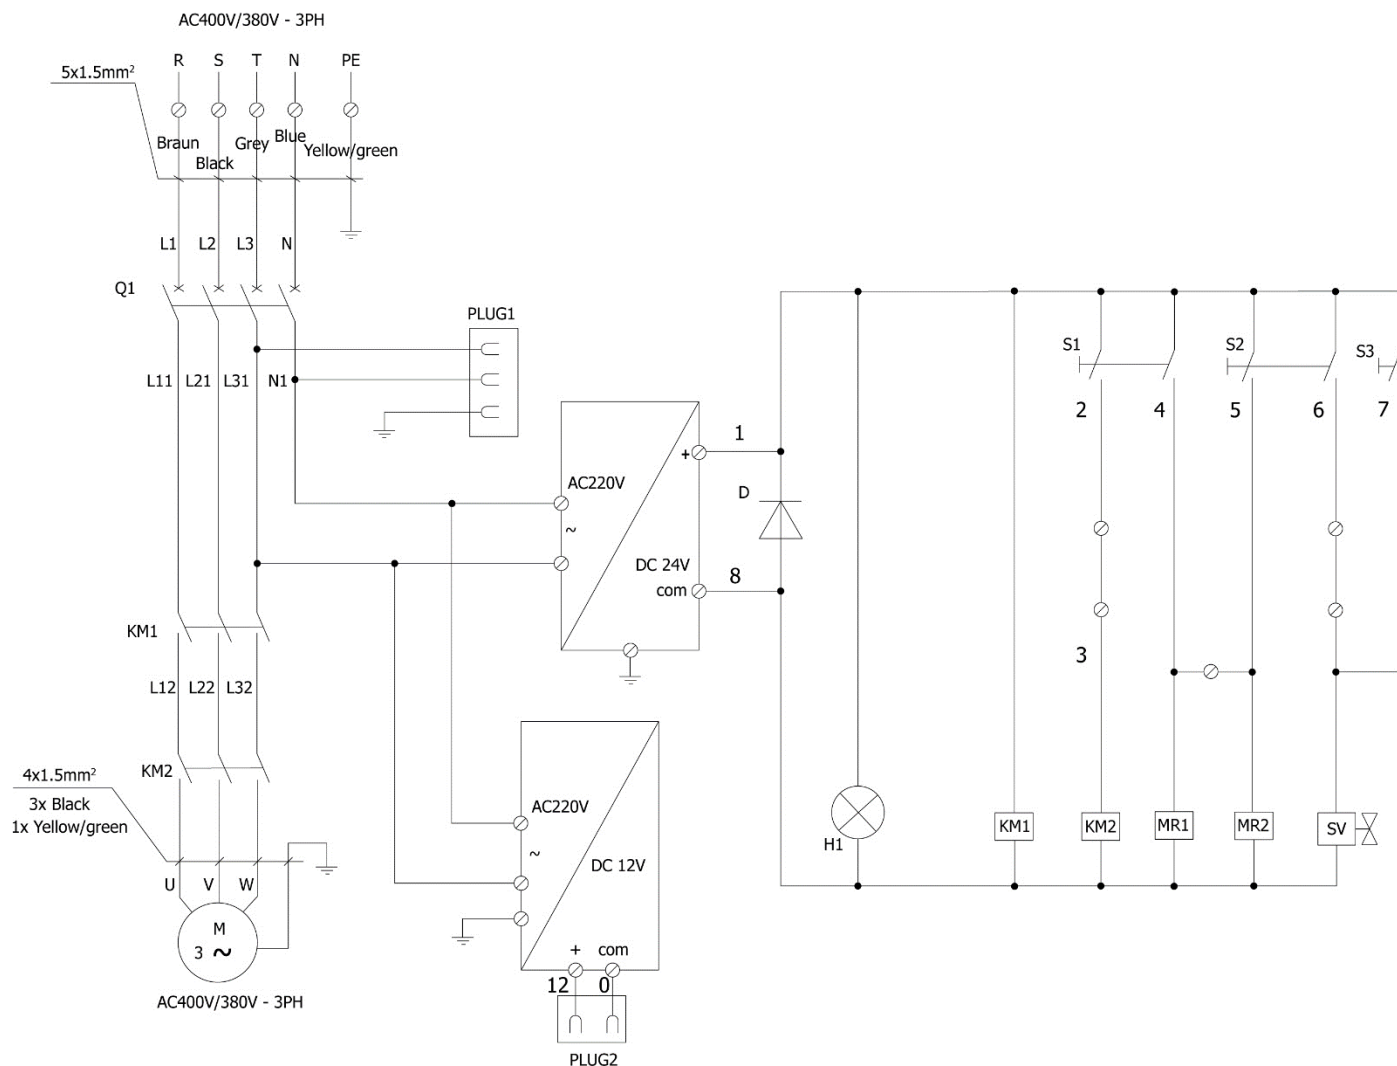 AC400V/380V - 3PH
R S T N PE
5x1.5mm²
Braun Black Grey Blue Yellow/green
L1 L2 L3 N
Q1
PLUG1
L11 L21 L31 N1
S1 S2 S3
2 4 5 6 7
1
+
AC220V
D
~
DC 24V
com
8
KM1
3
L12 L22 L32
KM2
4x1.5mm²
3x Black
1x Yellow/green
AC220V
~
DC 12V
H1
KM1 KM2 MR1 MR2 SV
U V W
M
3 ~
+ com
12 0
AC400V/380V - 3PH
PLUG2